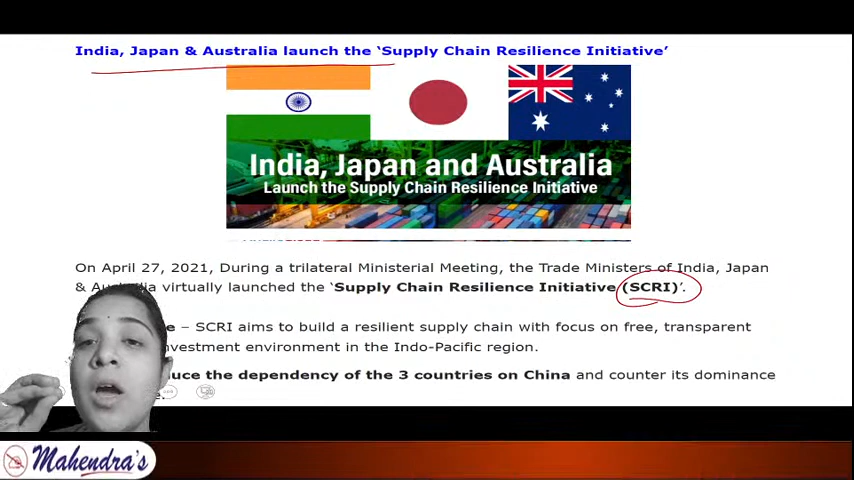 India, Japan & Australia launch the ‘Supply Chain Resilience Initiative’
India, Japan and Australia
Launch the Supply Chain Resilience Initiative
On April 27, 2021, During a trilateral Ministerial Meeting, the Trade Ministers of India, Japan
& virtually launched the ‘Supply Chain Resilience Initiative (SCRI)’.
– SCRI aims to build a resilient supply chain with focus on free, transparent
environment in the Indo-Pacific region.
the dependency of the 3 countries on China and counter its dominance
Mahendra's